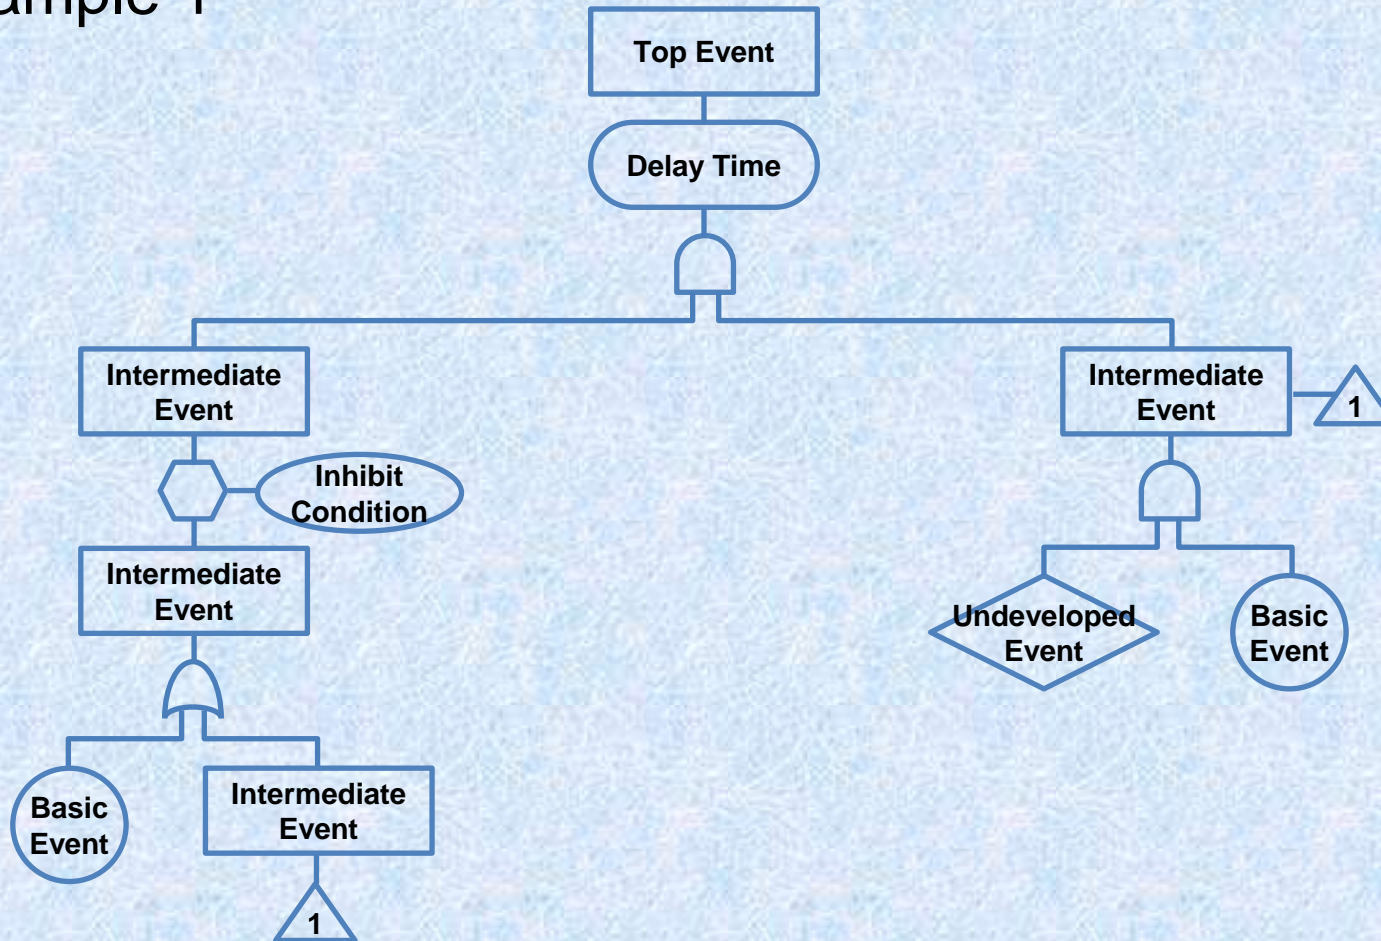 ample 1
Top Event
Delay Time
Intermediate
Event
Intermediate
Event
1
Inhibit
Condition
Intermediate
Event
Undeveloped
Event
Basic
Event
Basic
Event
Intermediate
Event
1